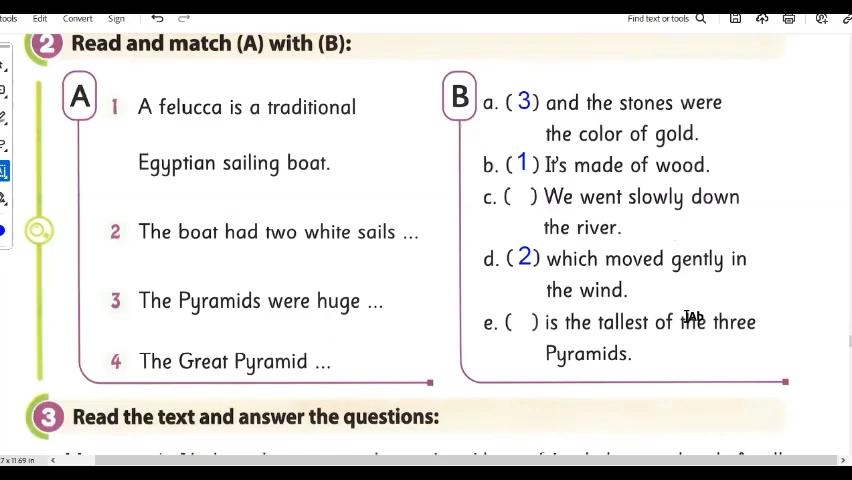 tools Edit Convert Sign Find text or tools
2 Read and match (A) with (B):
A
1 A felucca is a traditional
Egyptian sailing boat.
2 The boat had two white sails ...
3 The Pyramids were huge ...
4 The Great Pyramid ...
B
a. (3) and the stones were
the color of gold.
b. (1) It's made of wood.
c. ( ) We went slowly down
the river.
d. (2) which moved gently in
the wind.
e. ( ) is the tallest of the three
Pyramids.
3 Read the text and answer the questions:
7 x 11.69 in